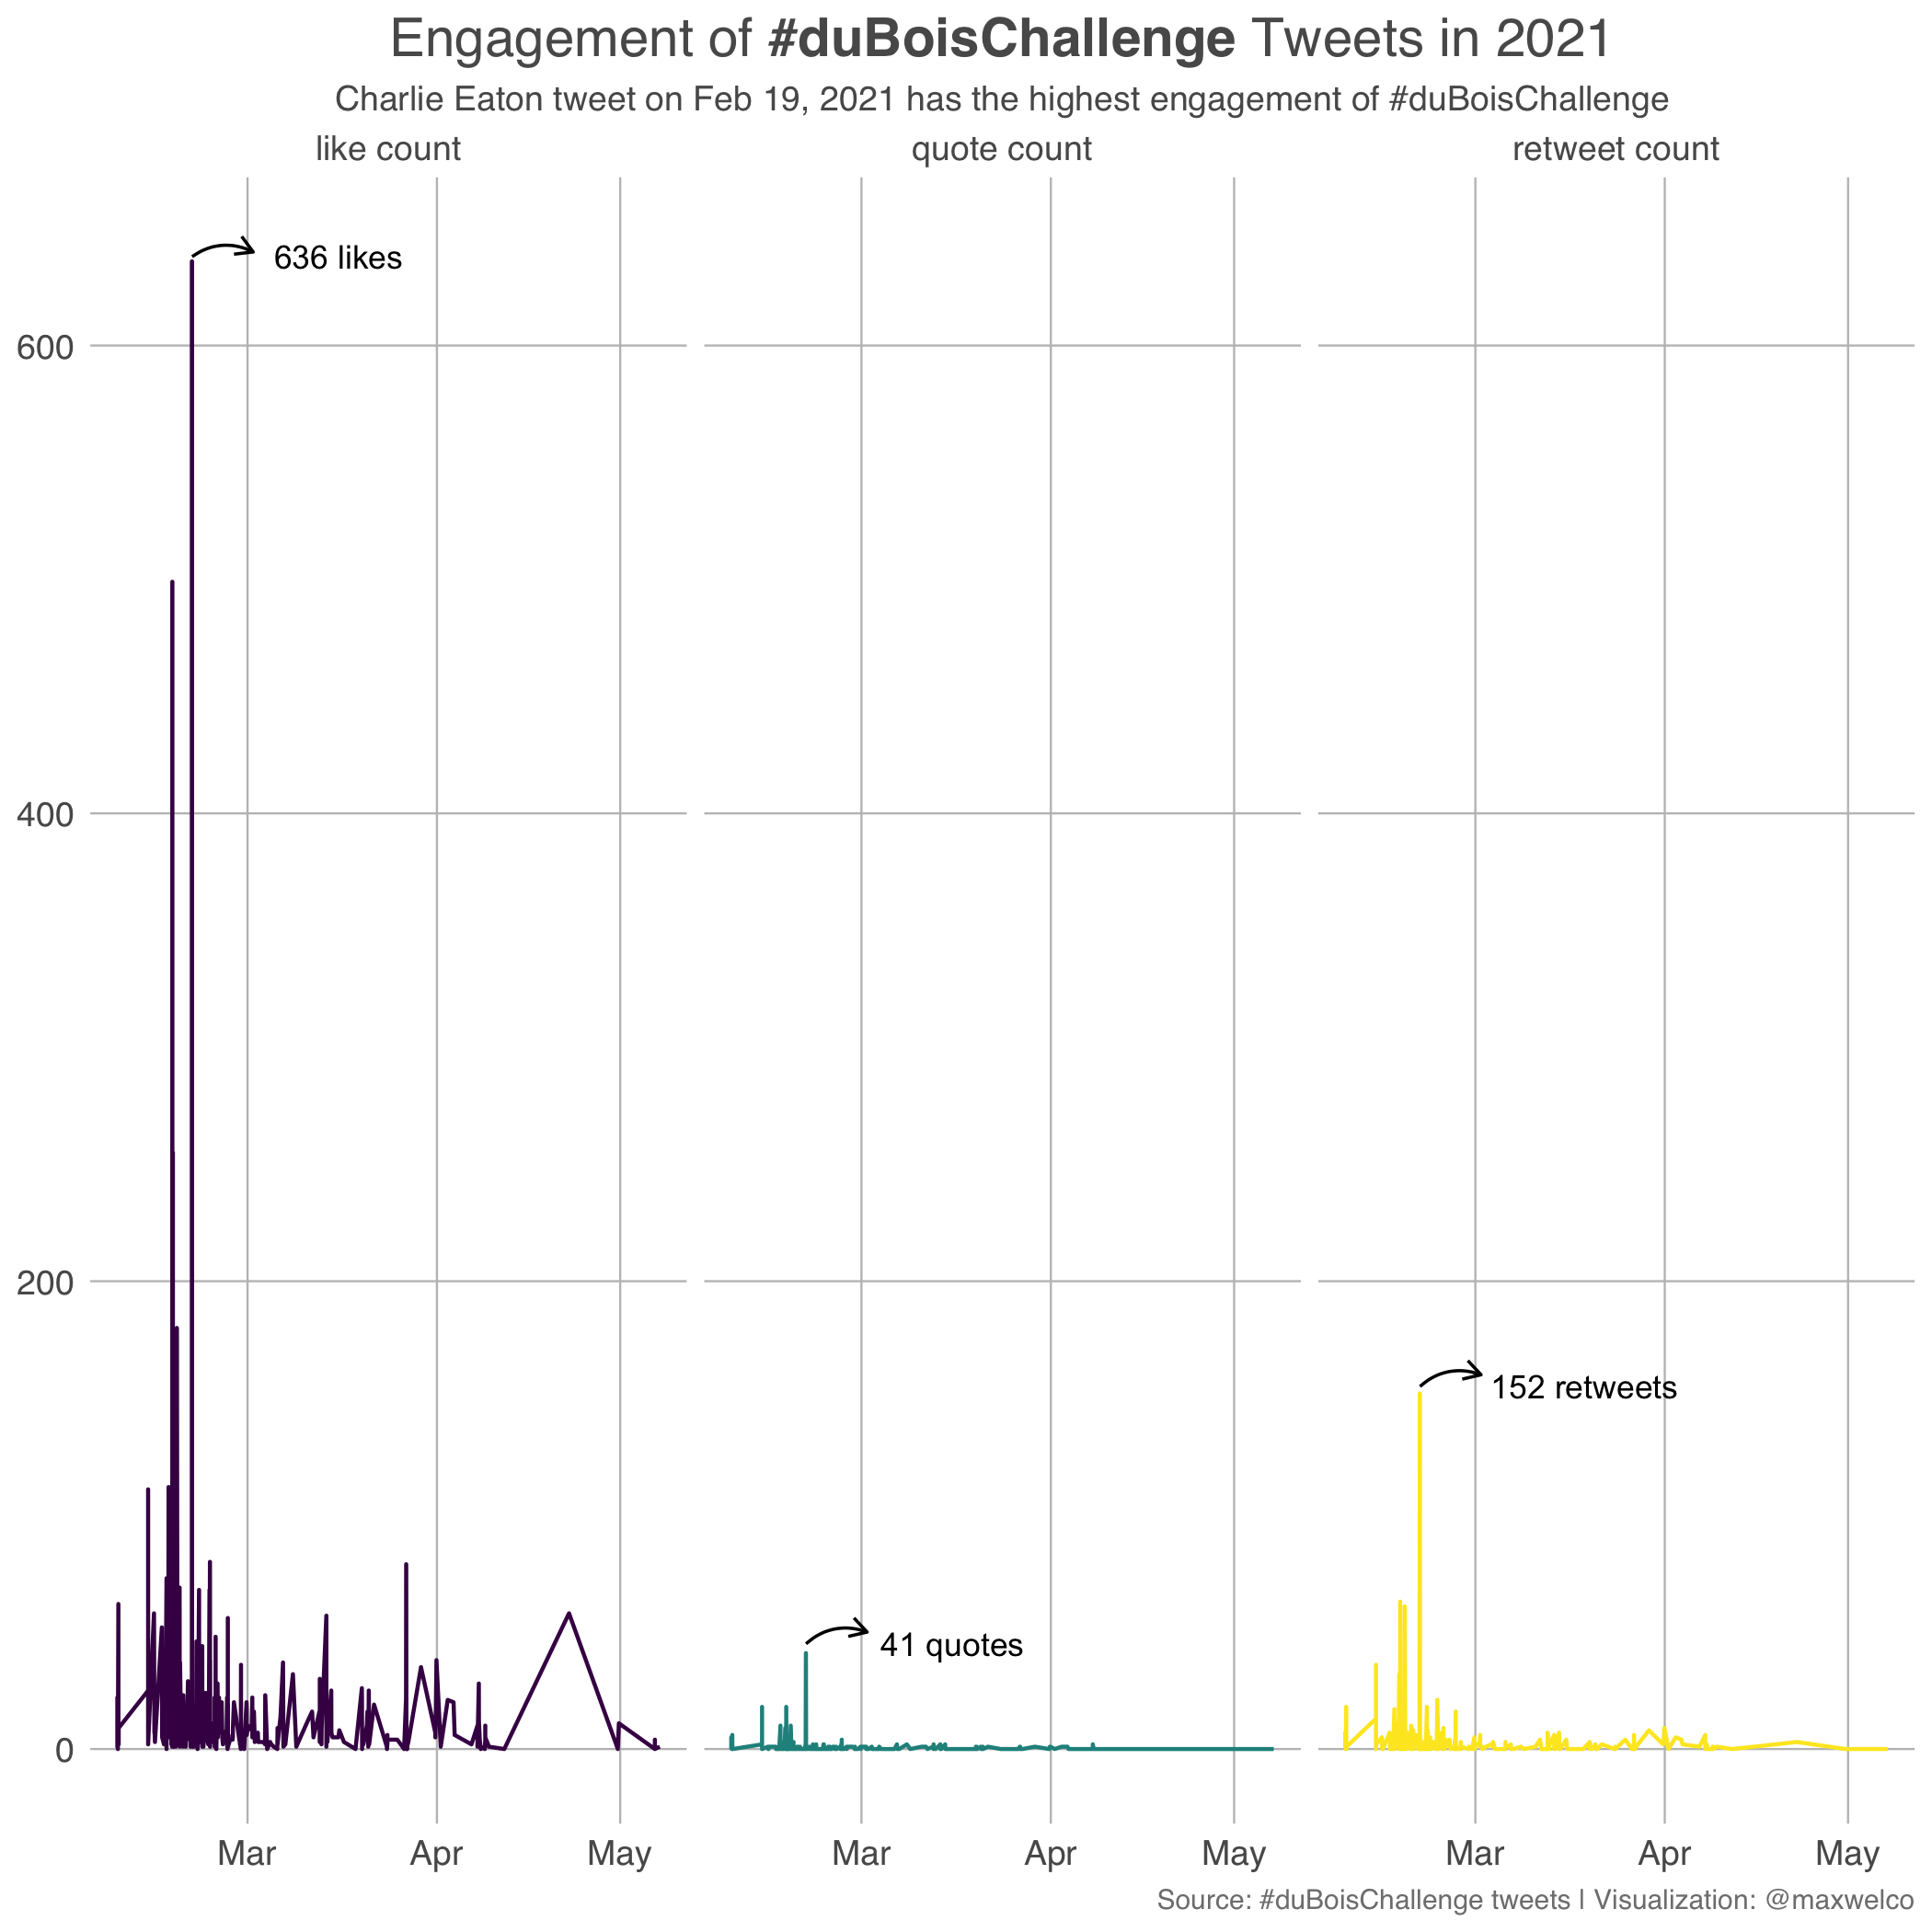 Engagement of #duBoisChallenge Tweets in 2021
Charlie Eaton tweet on Feb 19, 2021 has the highest engagement of #duBoisChallenge
like count
quote count
retweet count
636 likes
600
400
200
152 retweets
41 quotes
0
Mar Apr May
Mar Apr May
Mar Apr May
Source: #duBoisChallenge tweets | Visualization: @maxwelco